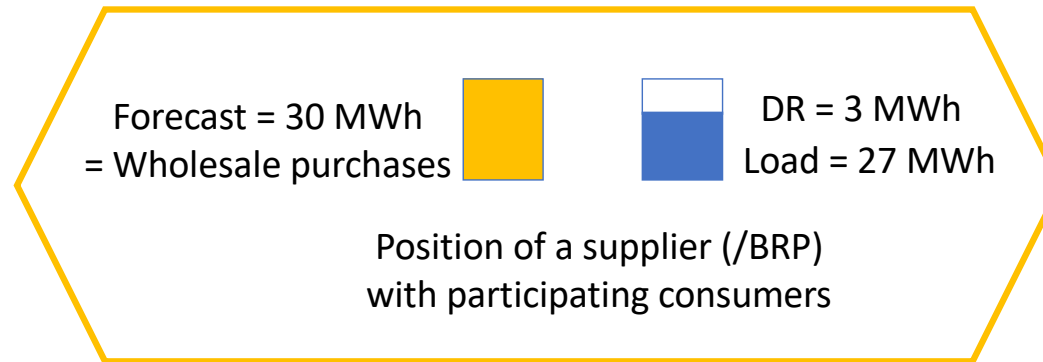 Forecast = 30 MWh
= Wholesale purchases
DR = 3 MWh
Load = 27 MWh
Position of a supplier (/BRP)
with participating consumers